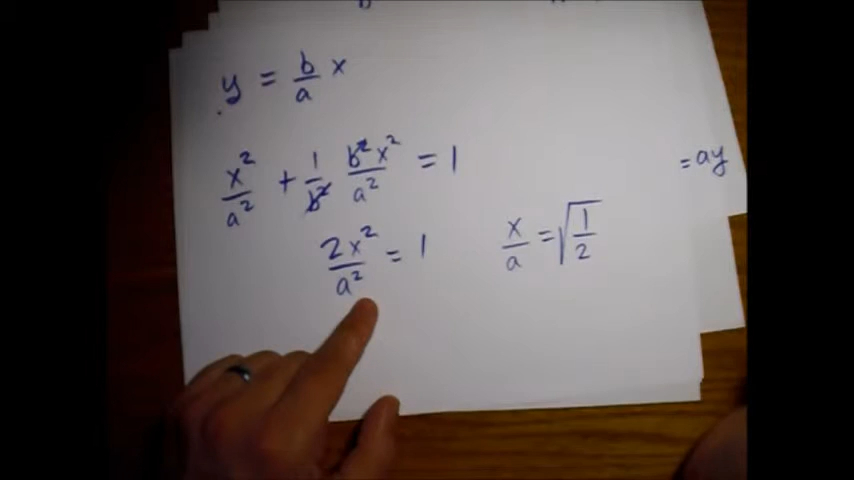 y = b/a x
x²/a² + 1/b² b²x²/a² = 1
= ay
2x²/a² = 1
x/a = √1/2